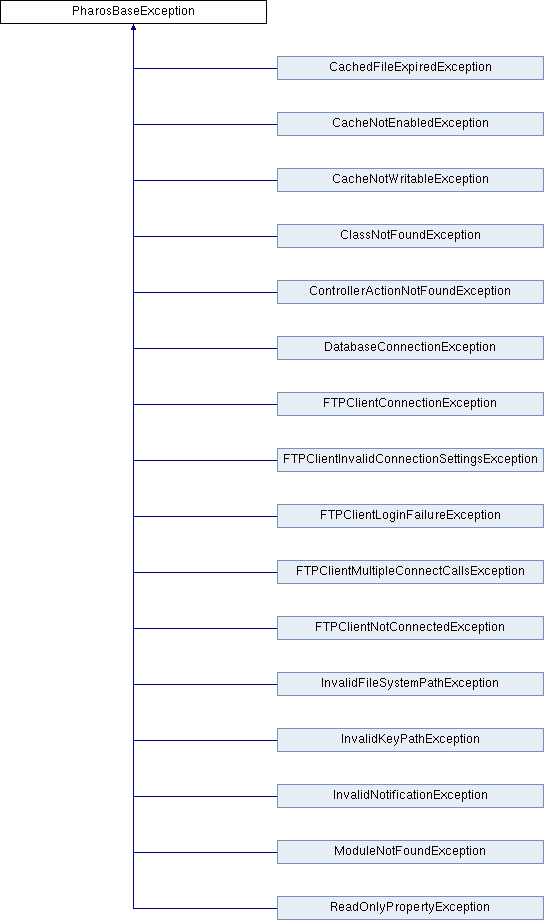 PharosBaseException
CachedFileExpiredException
CacheNotEnabledException
CacheNotWritableException
ClassNotFoundException
ControllerActionNotFoundException
DatabaseConnectionException
FTPClientConnectionException
FTPClientInvalidConnectionSettingsException
FTPClientLoginFailureException
FTPClientMultipleConnectCallsException
FTPClientNotConnectedException
InvalidFileSystemPathException
InvalidKeyPathException
InvalidNotificationException
ModuleNotFoundException
ReadOnlyPropertyException